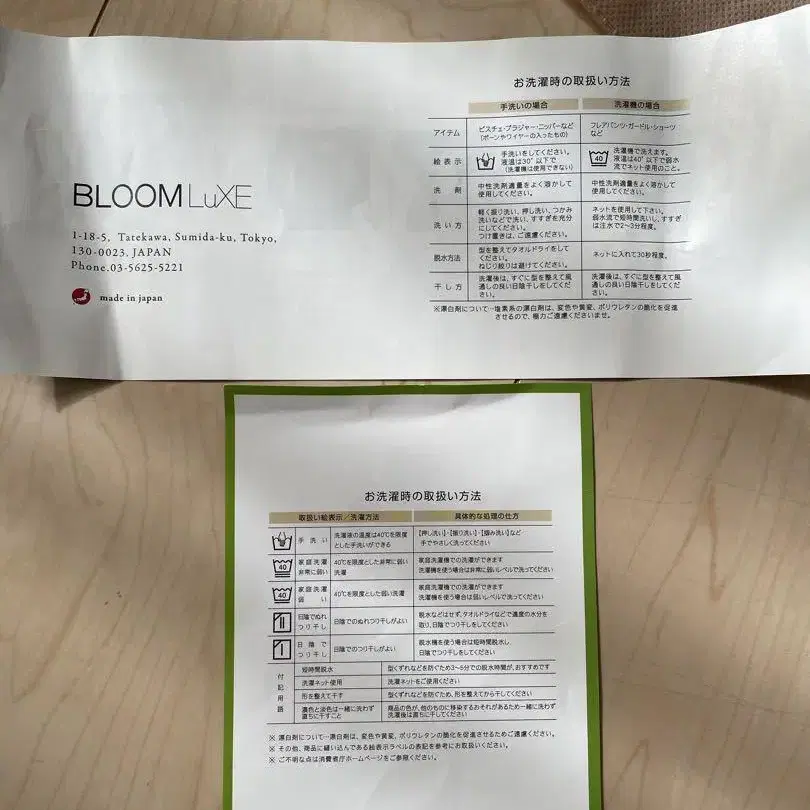 BLOOM LuXE
1-18-5, Tatekawa, Sumida-ku, Tokyo,
130-0023, JAPAN
Phone.03-5625-5221
made in japan
お洗濯時の取扱い方法
手洗いの場合
洗濯機の場合
アイテム
ビスチェ・ブラジャー・ニッパーなど
(ボーンやワイヤーの入ったもの)
フレアパンツ・ガードル・ショーツ
など
絵表示
手洗いをしてください。
液温は30°以下で
(洗濯機は使用できない)
40
洗濯機で洗えます。
液温は40°以下で弱水
流でネット使用のこと。
洗剤
中性洗剤適量をよく溶かして
使用してください。
中性洗剤適量をよく溶かして
使用してください。
洗い方
軽く振り洗い、押し洗い、つかみ
洗いなどで洗い、すすぎを充分
にしてください。
つけ置きは、ご遠慮ください。
ネットを使用して下さい。
弱水流で短時間洗いし、すすぎ
は注水で2~3分程度。
脱水方法
型を整えてタオルドライをして
ください。
ねじり絞りは避けてください。
ネットに入れて30秒程度。
干し方
洗濯後は、すぐに型を整えて風
通しの良い日陰干しをしてくだ
さい。
洗濯後は、すぐに型を整えて風
通しの良い日陰干しをしてくだ
さい。
※漂白剤について…塩素系の漂白剤は、変色や黄変、ポリウレタンの脆化を促進
させるので、極力ご遠慮くださいませ。
お洗濯時の取扱い方法
取扱い絵表示/洗濯方法
具体的な処理の仕方
手洗い
洗濯液の温度は40℃を限度
とした手洗いができる
【押し洗い】・【振り洗い】・【掴み洗い】など
手でやさしく洗ってください
40
家庭洗濯
非常に弱い
40℃を限度とした非常に弱い
洗濯
家庭洗濯機での洗濯ができます
洗濯機を使う場合は非常に弱いレベルで洗ってください
40
家庭洗濯
弱い
40℃を限度とした弱い洗濯
家庭洗濯機での洗濯ができます
洗濯機を使う場合は弱いレベルで洗ってください
日陰でぬれ
つり干し
日陰でのぬれつり干しがよい
脱水などはせず、タオルドライなどで適度の水分を
取り、日陰でつり干しをしてください
日陰で
つり干し
日陰でのつり干しがよい
脱水機を使う場合は短時間脱水し
日陰でつり干しをしてください
付記用語
短時間脱水
型くずれなどを防ぐため3~5分での脱水時間が、おすすめです
洗濯ネット使用
洗濯ネットをご使用ください
形を整えて干す
型くずれなどを防ぐため、形を整えてから干してください
濃色と淡色は一緒に洗わず
直ちに干すこと
商品の色が、他のものに移染するおそれがあるため一緒に洗わず
洗濯後は直ちに干してください
※ 漂白剤について…漂白剤は、変色や黄変、ポリウレタンの脆化を促進させるためご遠慮ください。
※ その他、商品に縫い込んである絵表示ラベルの表記を参考にお取扱いください。
※ ご不明な点は消費者庁ホームページをご参照ください。